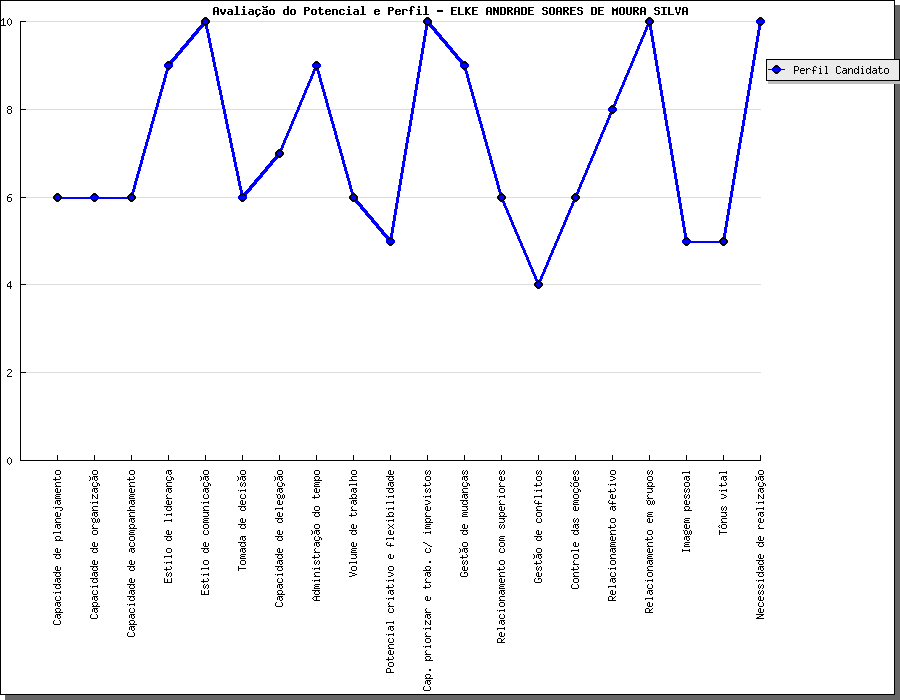 Avaliação do Potencial e Perfil - ELKE ANDRADE SOARES DE MOURA SILVA
10
8
6
4
2
0
Perfil Candidato
Capacidade de planejamento
Capacidade de organização
Capacidade de acompanhamento
Estilo de liderança
Estilo de comunicação
Tomada de decisão
Capacidade de delegação
Administração do tempo
Volume de trabalho
Potencial criativo e flexibilidade
Cap. priorizar e trab. c/ imprevistos
Gestão de mudanças
Relacionamento com superiores
Gestão de conflitos
Controle das emoções
Relacionamento afetivo
Relacionamento em grupos
Imagem pessoal
Tônus vital
Necessidade de realização